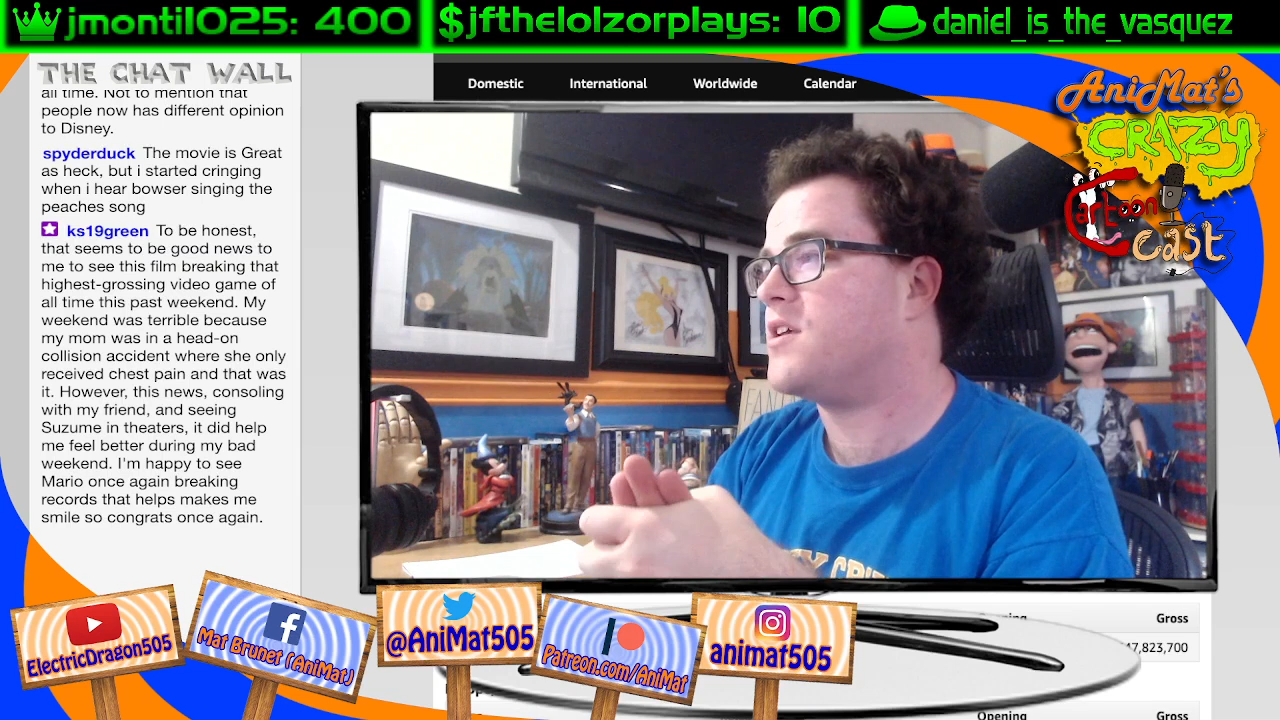 jmonti1025: 400
$jfthelolzorplays: 10
daniel_is_the_vasquez
THE CHAT WALL
all time. Not to mention that
people now has different opinion
to Disney.
spyderduck The movie is Great
as heck, but i started cringing
when i hear bowser singing the
peaches song
ks19green To be honest,
that seems to be good news to
me to see this film breaking that
highest-grossing video game of
all time this past weekend. My
weekend was terrible because
my mom was in a head-on
collision accident where she only
received chest pain and that was
it. However, this news, consoling
with my friend, and seeing
Suzume in theaters, it did help
me feel better during my bad
weekend. I'm happy to see
Mario once again breaking
records that helps makes me
smile so congrats once again.
Domestic
International
Worldwide
Calendar
AniMat's
CRAZY
Cartoon
Cast
Gross
47,823,700
Opening
Gross
ElectricDragon505
Mat Brunet (AniMat)
@AniMat505
Patreon.com/AniMat
animat505